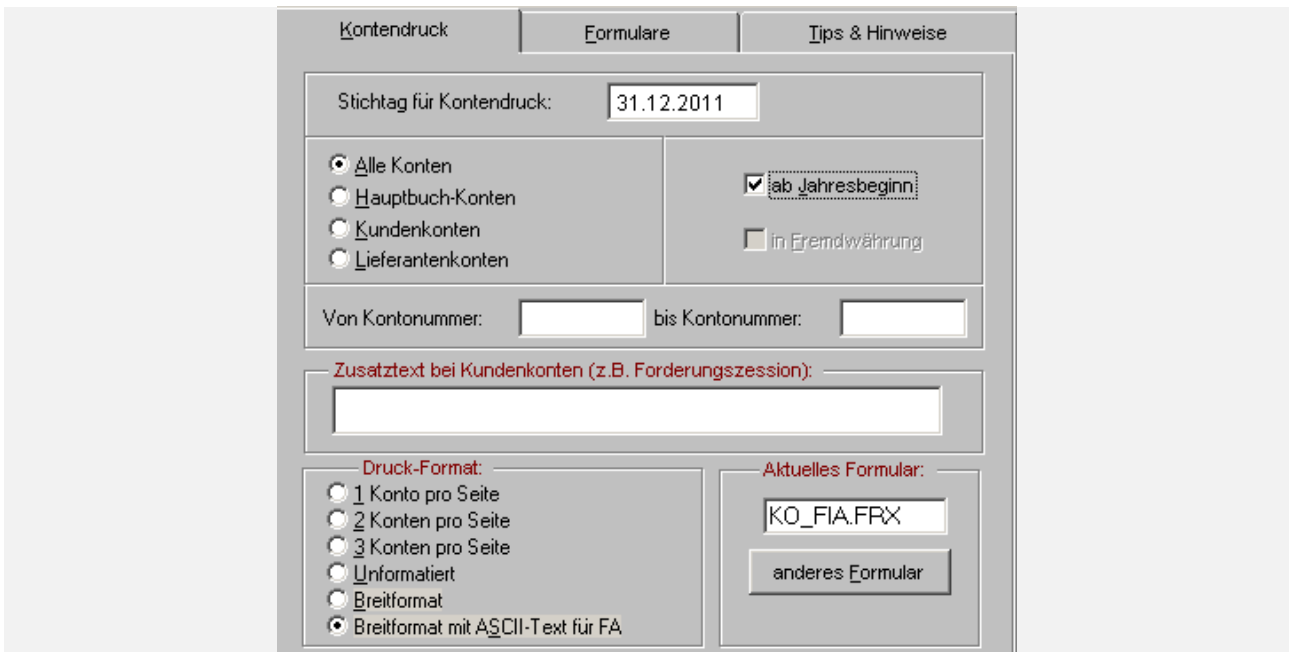 Kontendruck Formulare Tips & Hinweise
Stichtag für Kontendruck: 31.12.2011
Alle Konten
Hauptbuch-Konten
Kundenkonten
Lieferantenkonten
ab Jahresbeginn
in Fremdwährung
Von Kontonummer: bis Kontonummer:
Zusatztext bei Kundenkonten (z.B. Forderungszession):
Druck-Format:
1 Konto pro Seite
2 Konten pro Seite
3 Konten pro Seite
Unformatiert
Breitformat
Breitformat mit ASCII-Text für FA
Aktuelles Formular:
KO_FIA.FRX
anderes Formular